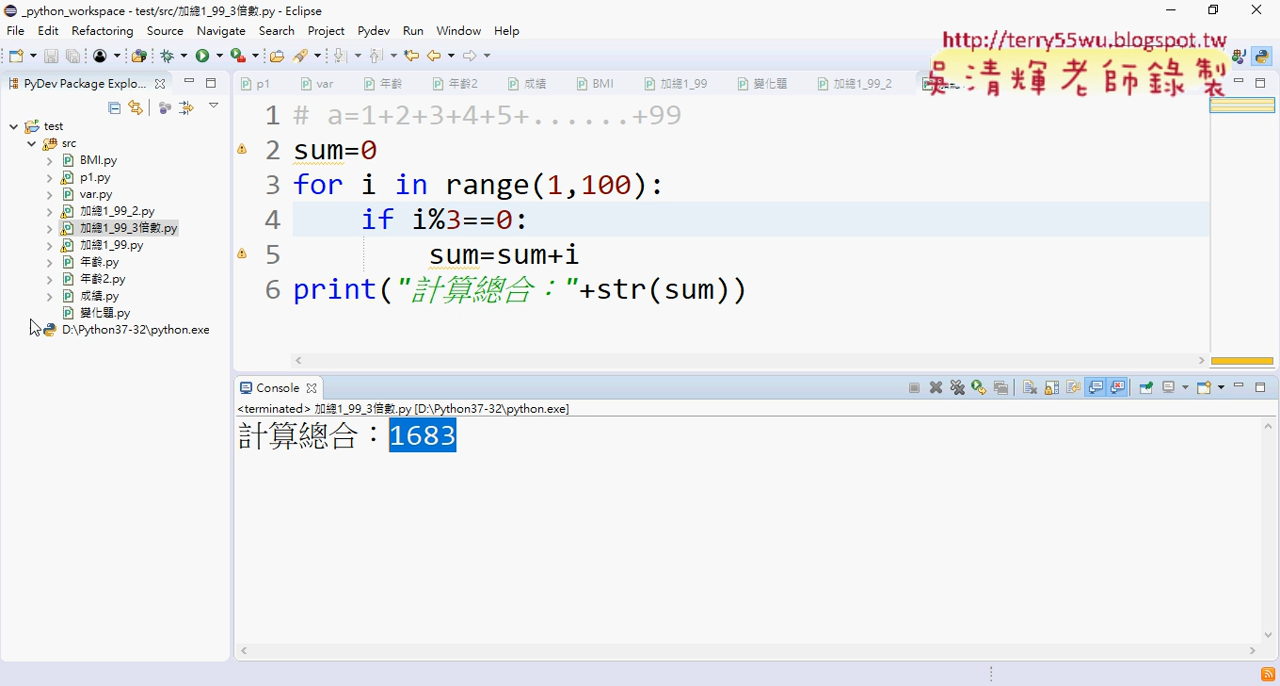 _python_workspace - test/src/加總1_99_3倍數.py - Eclipse
File Edit Refactoring Source Navigate Search Project Pydev Run Window Help
http://terry55wu.blogspot.tw
吳清輝老師錄製
PyDev Package Explo...
p1 var 年齡 年齡2 成績 BMI 加總1_99 變化題 加總1_99_2
test
src
BMI.py
p1.py
var.py
加總1_99_2.py
加總1_99_3倍數.py
加總1_99.py
年齡.py
年齡2.py
成績.py
變化題.py
D:\Python37-32\python.exe
1 # a=1+2+3+4+5+......+99
2 sum=0
3 for i in range(1,100):
4 if i%3==0:
5 sum=sum+i
6 print("計算總合："+str(sum))
Console
<terminated> 加總1_99_3倍數.py [D:\Python37-32\python.exe]
計算總合：1683